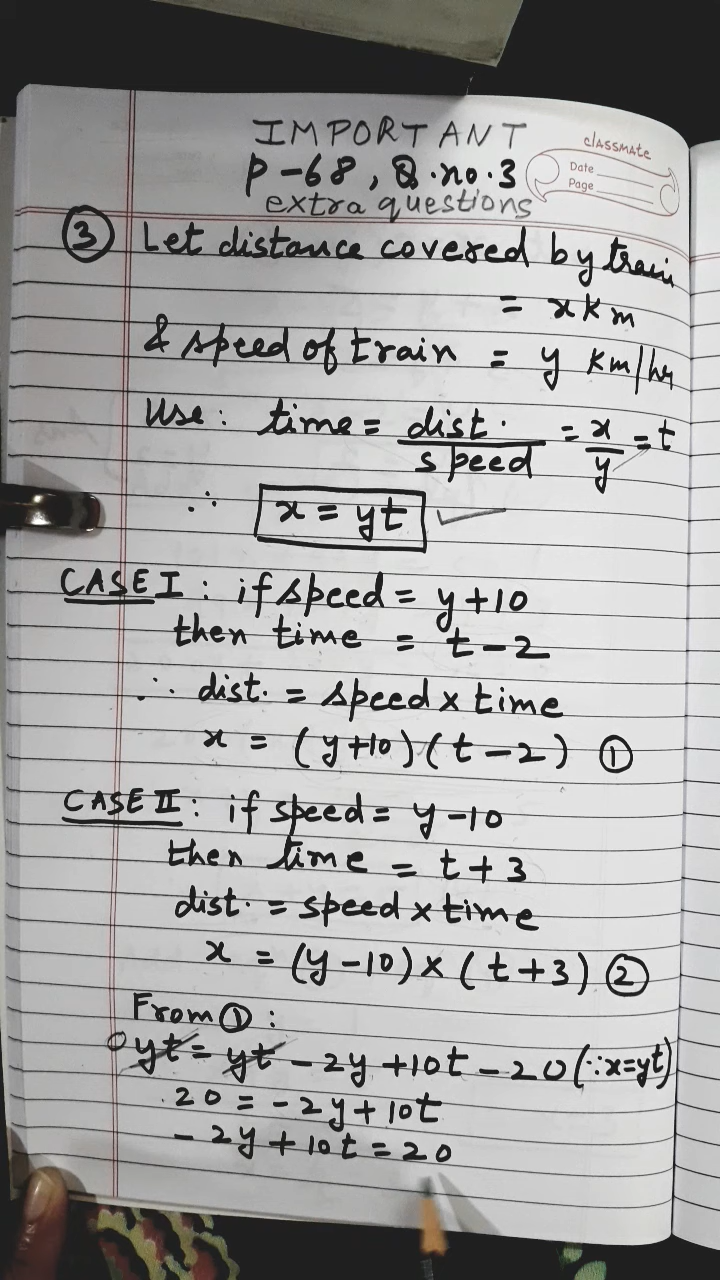 IMPORTANT
P-68, Q.no.3
extra questions
classmate
Date
Page
③ Let distance covered by train
= x km
& speed of train = y km/hr
Use: time = dist./speed = x/y = t
∴ x = yt ✓
CASE I : if speed = y+10
then time = t-2
∴ dist. = speed x time
x = (y+10)(t-2) ①
CASE II : if speed = y-10
then time = t+3
dist. = speed x time
x = (y-10)x(t+3) ②
From ① :
0 yt = yt - 2y + 10t - 20 (∵x=yt)
20 = -2y + 10t
-2y + 10t = 20